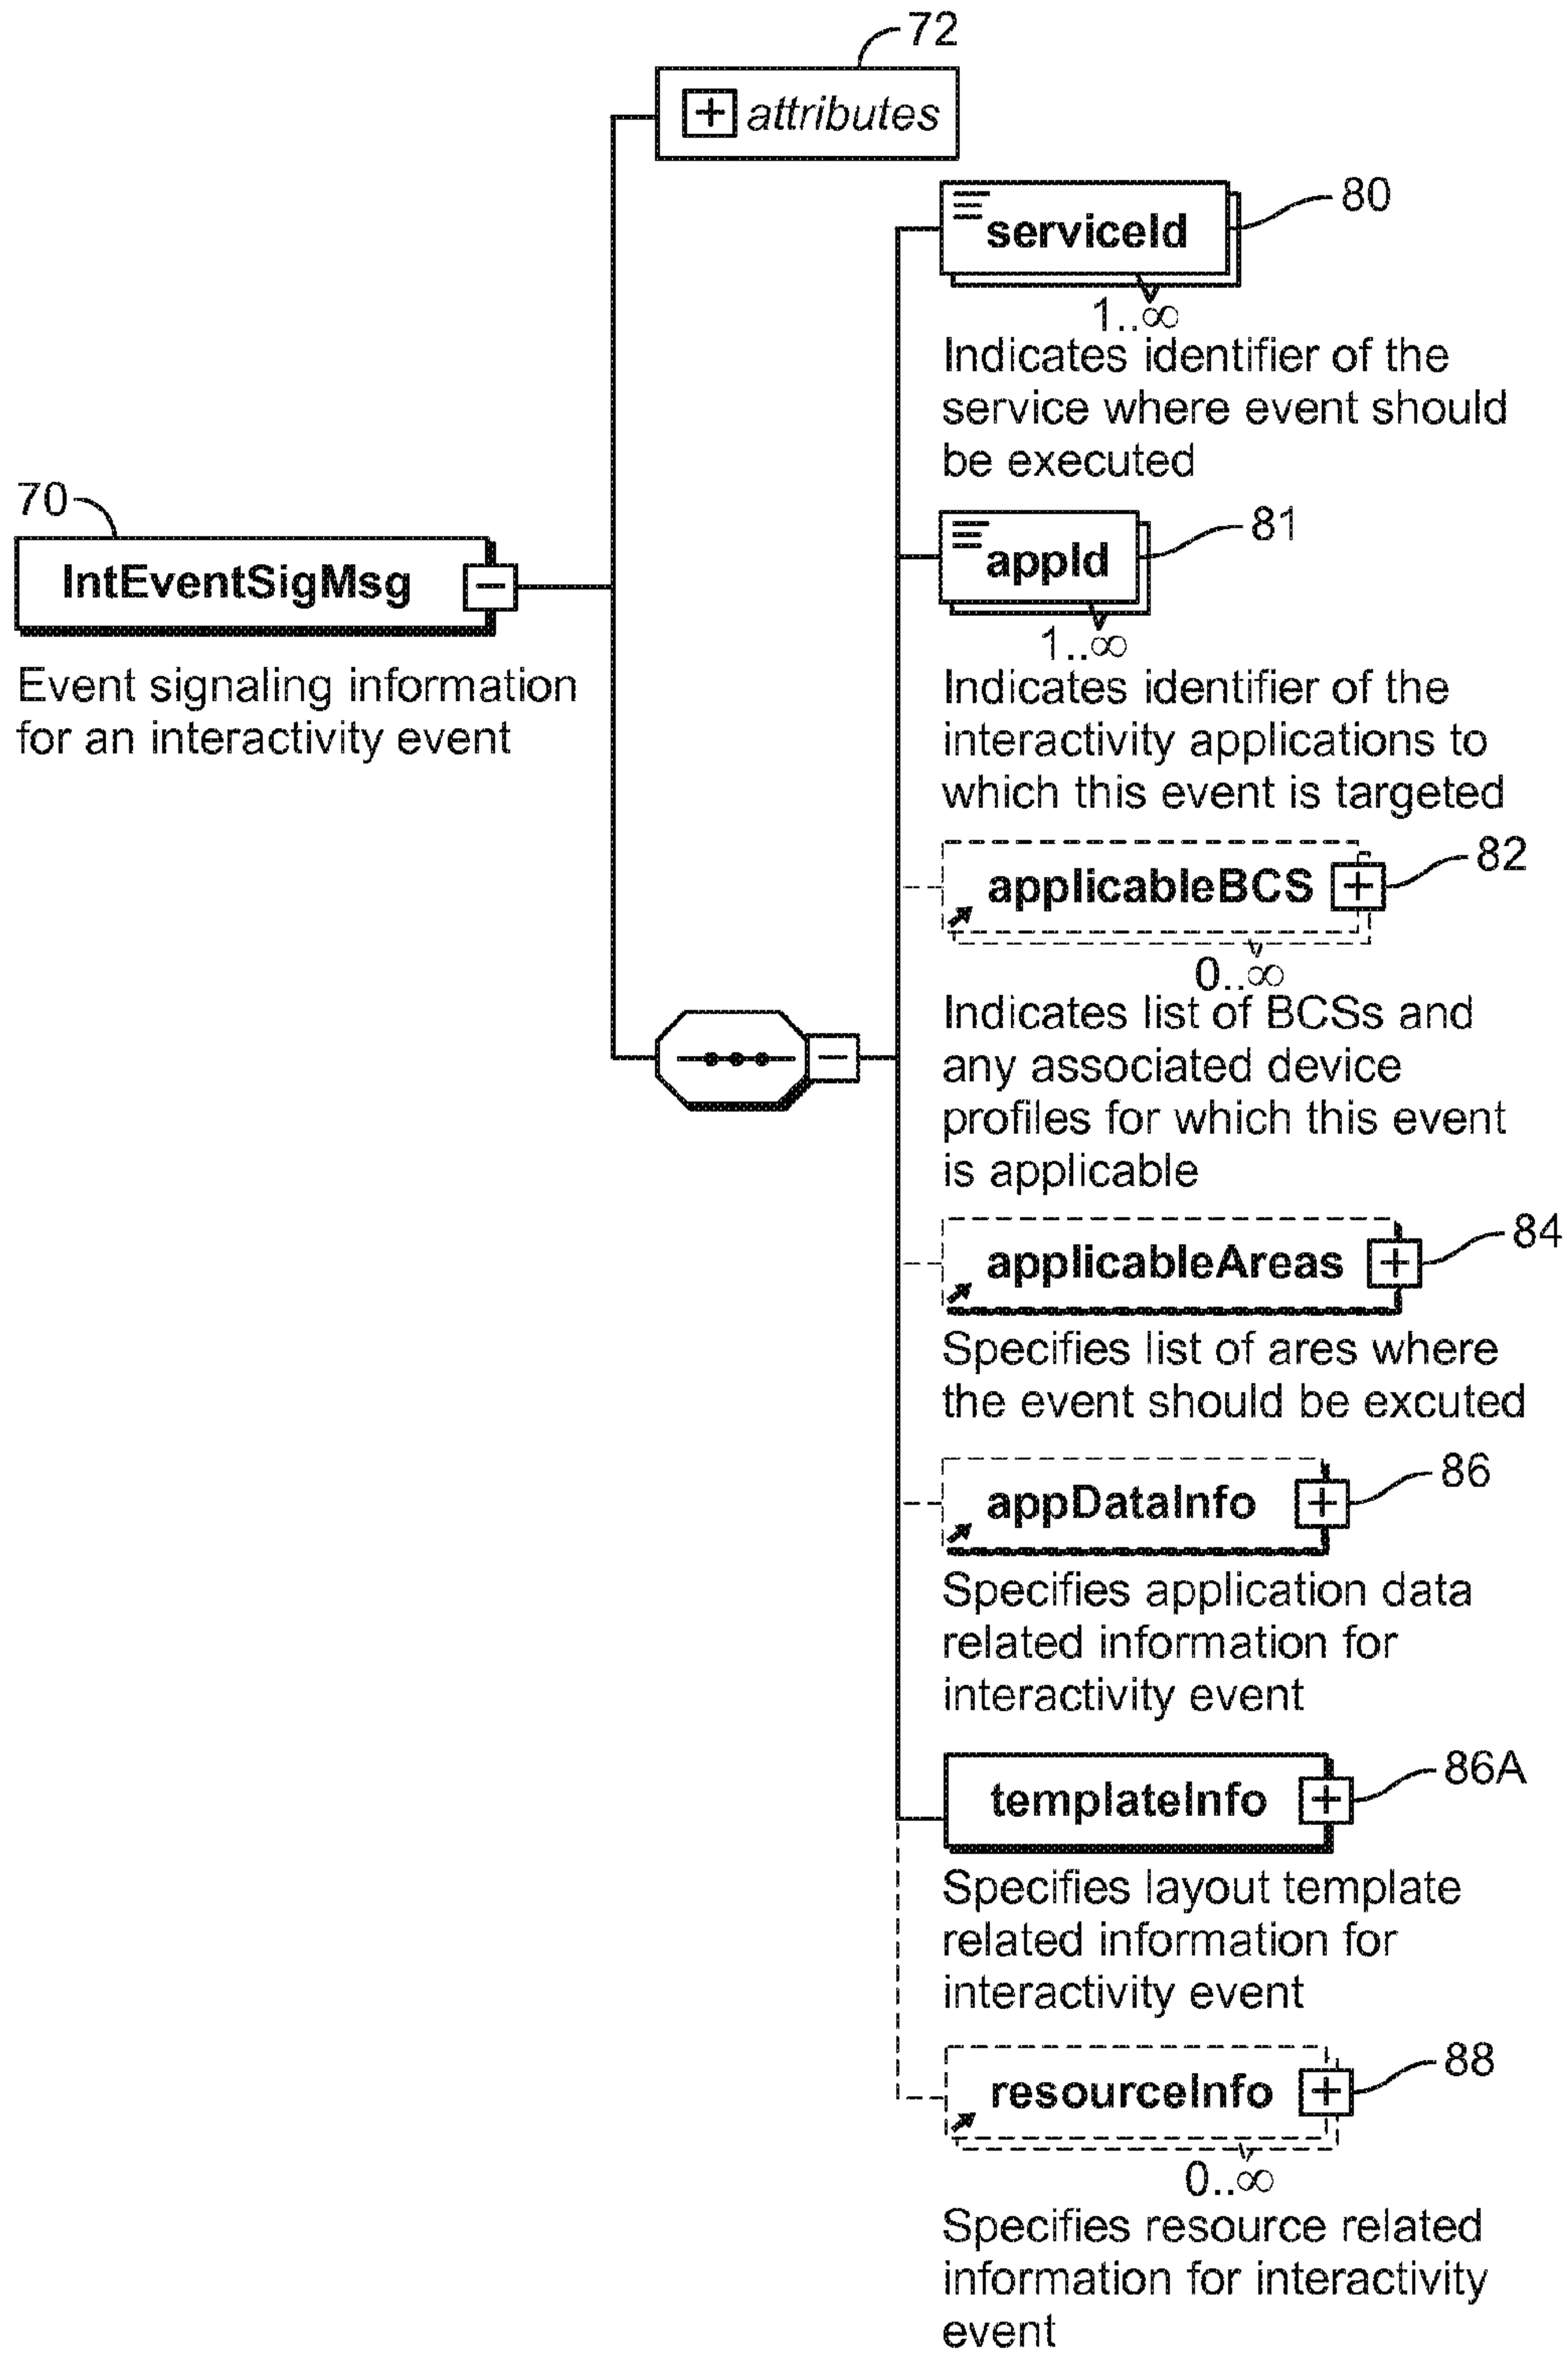 72
attributes
80
serviceId
1..∞
Indicates identifier of the
service where event should
be executed
70
IntEventSigMsg
Event signaling information
for an interactivity event
81
appId
1..∞
Indicates identifier of the
interactivity applications to
which this event is targeted
82
applicableBCS
0..∞
Indicates list of BCSs and
any associated device
profiles for which this event
is applicable
84
applicableAreas
Specifies list of ares where
the event should be excuted
86
appDataInfo
Specifies application data
related information for
interactivity event
86A
templateInfo
Specifies layout template
related information for
interactivity event
88
resourceInfo
0..∞
Specifies resource related
information for interactivity
event